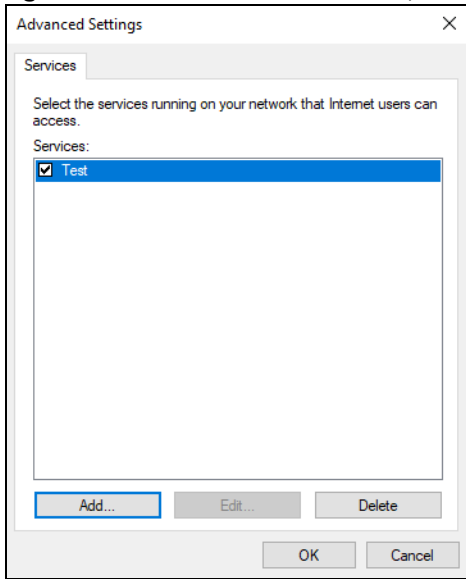 Advanced Settings
Services
Select the services running on your network that Internet users can
access.
Services:
Test
Add... Edit... Delete
OK Cancel